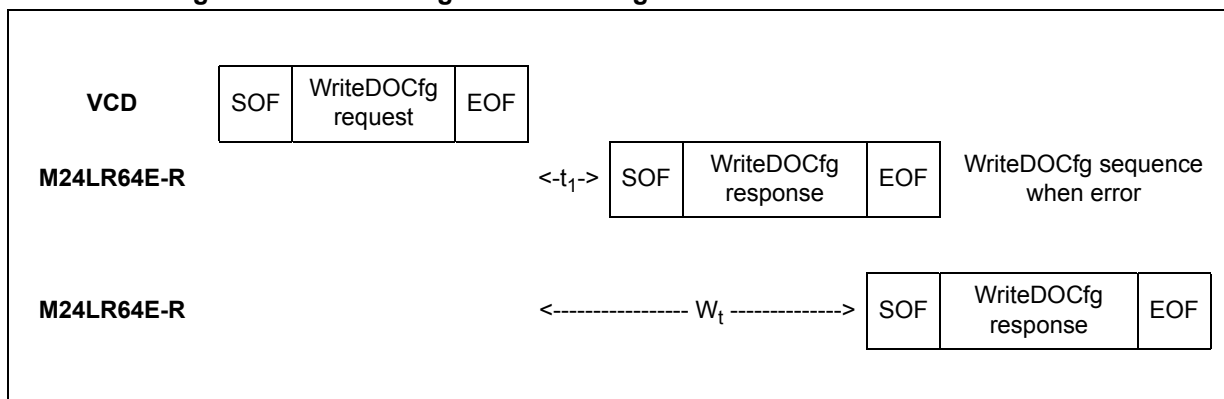 VCD SOF WriteDOCfg request EOF
M24LR64E-R <-t1-> SOF WriteDOCfg response EOF WriteDOCfg sequence when error
M24LR64E-R <----------------- Wt --------------> SOF WriteDOCfg response EOF